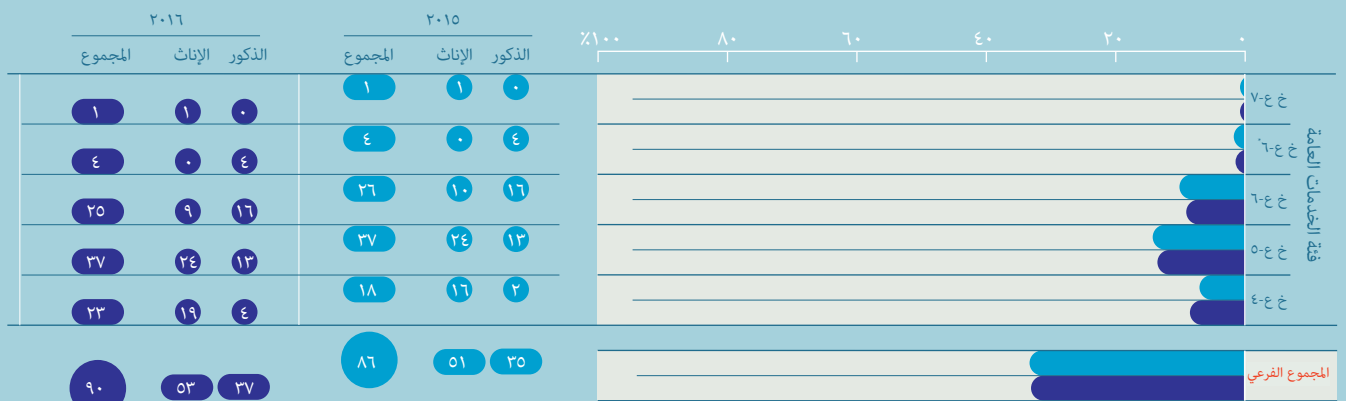 ٢٠١٥ ٢٠١٦
الذكور الإناث المجموع الذكور الإناث المجموع
٠ ٢٠ ٤٠ ٦٠ ٨٠ ٪١٠٠
فئة الخدمات العامة
خ ع-٧ ٠ ١ ١ ٠ ١ ١
خ ع-٦* ٤ ٠ ٤ ٤ ٠ ٤
خ ع-٦ ١٦ ١٠ ٢٦ ١٦ ٩ ٢٥
خ ع-٥ ١٣ ٢٤ ٣٧ ١٣ ٢٤ ٣٧
خ ع-٤ ٢ ١٦ ١٨ ٤ ١٩ ٢٣
المجموع الفرعي ٣٥ ٥١ ٨٦ ٣٧ ٥٣ ٩٠